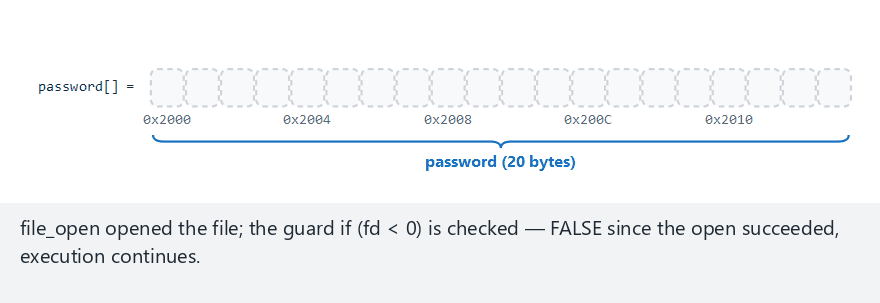 password[] =
0x2000 0x2004 0x2008 0x200C 0x2010
password (20 bytes)
file_open opened the file; the guard if (fd < 0) is checked — FALSE since the open succeeded,
execution continues.